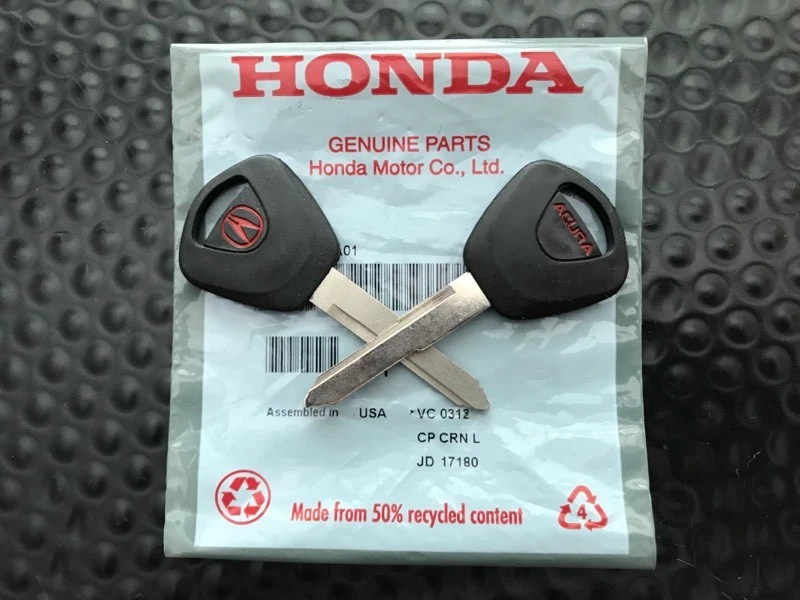 HONDA
GENUINE PARTS
Honda Motor Co., Ltd.
ACURA
A01
Assembled in USA VC 0312
CP CRN L
JD 17180
Made from 50% recycled content
4